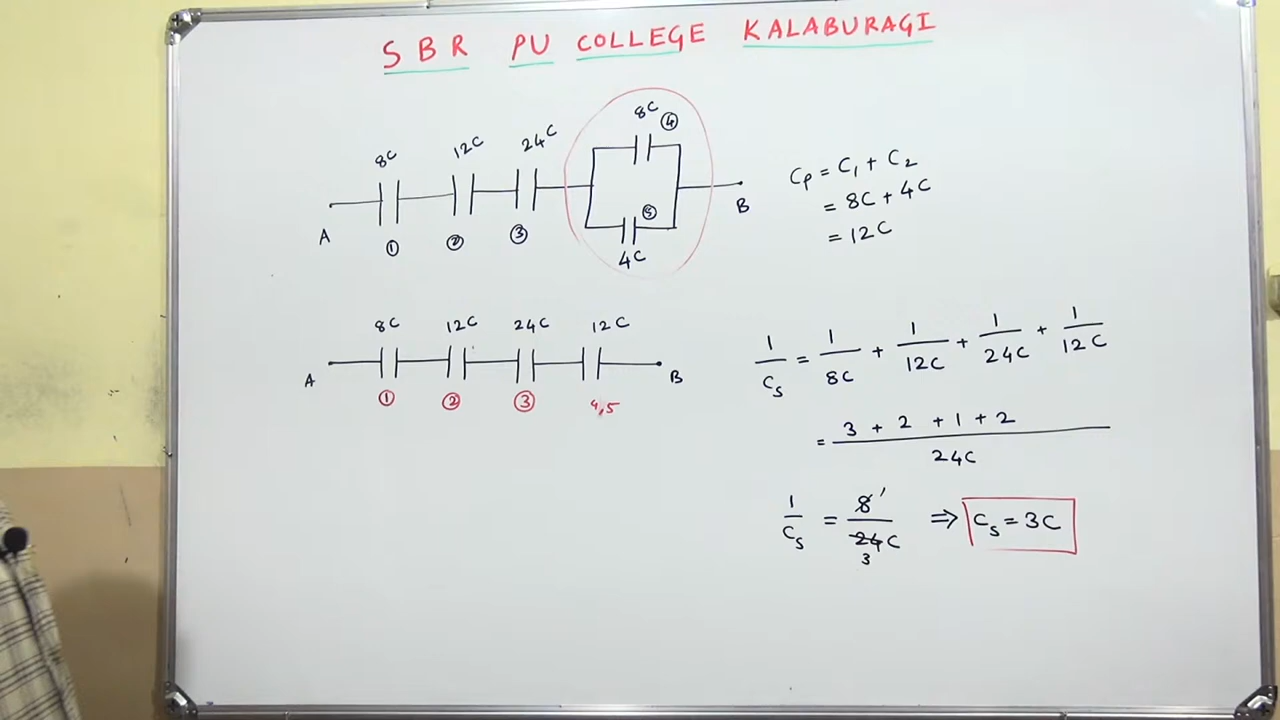 SBR PU COLLEGE KALABURAGI
8C 12C 24C 8C ④
A ① ② ③ ⑤ 4C B
Cp = C₁ + C₂
= 8C + 4C
= 12C
8C 12C 24C 12C
A B
① ② ③ 4,5
1/Cs = 1/8C + 1/12C + 1/24C + 1/12C
= 3 + 2 + 1 + 2 / 24C
1/Cs = 8 1 / 24C 3 ⇒ Cs = 3C